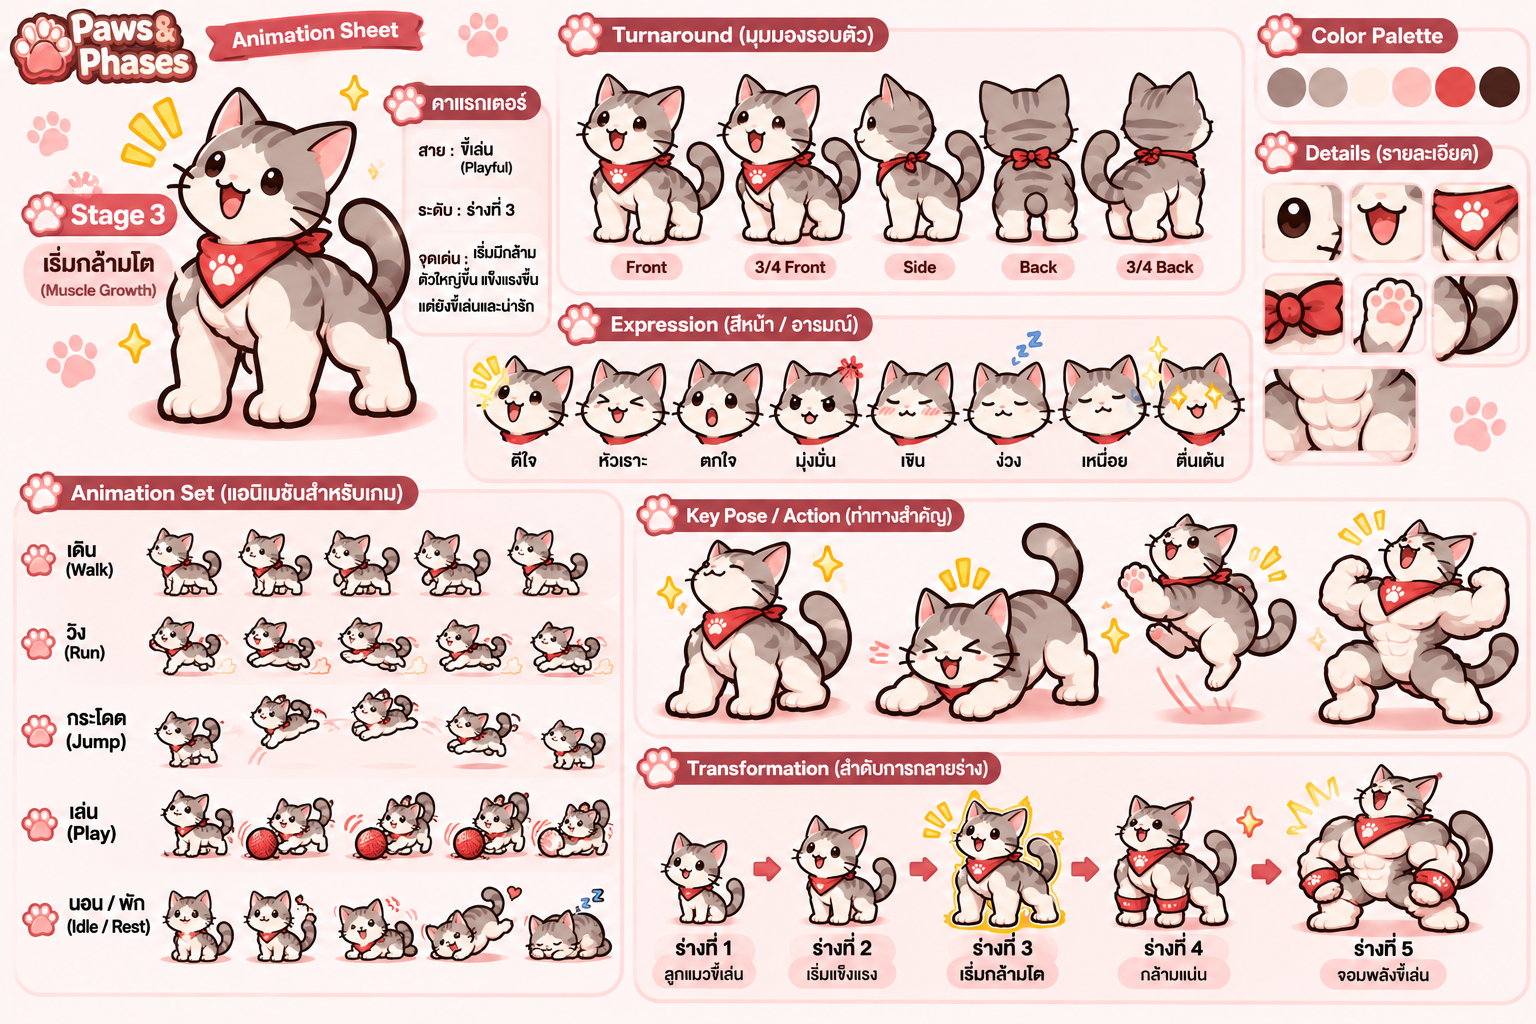 Paws&
Phases
Animation Sheet
Stage 3
เริ่มกล้ามโต
(Muscle Growth)
คาแรกเตอร์
สาย : ขี้เล่น
(Playful)
ระดับ : ร่างที่ 3
จุดเด่น : เริ่มมีกล้าม
ตัวใหญ่ขึ้น แข็งแรงขึ้น
แต่ยังขี้เล่นและน่ารัก
Turnaround (มุมมองรอบตัว)
Front
3/4 Front
Side
Back
3/4 Back
Color Palette
Details (รายละเอียด)
Expression (สีหน้า / อารมณ์)
zzz
ดีใจ
หัวเราะ
ตกใจ
มุ่งมั่น
เขิน
ง่วง
เหนื่อย
ตื่นเต้น
Animation Set (แอนิเมชันสำหรับเกม)
เดิน
(Walk)
วิ่ง
(Run)
กระโดด
(Jump)
เล่น
(Play)
นอน / พัก
(Idle / Rest)
zzz
Key Pose / Action (ท่าทางสำคัญ)
Transformation (ลำดับการกลายร่าง)
ร่างที่ 1
ลูกแมวขี้เล่น
ร่างที่ 2
เริ่มแข็งแรง
ร่างที่ 3
เริ่มกล้ามโต
ร่างที่ 4
กล้ามแน่น
ร่างที่ 5
จอมพลังขี้เล่น